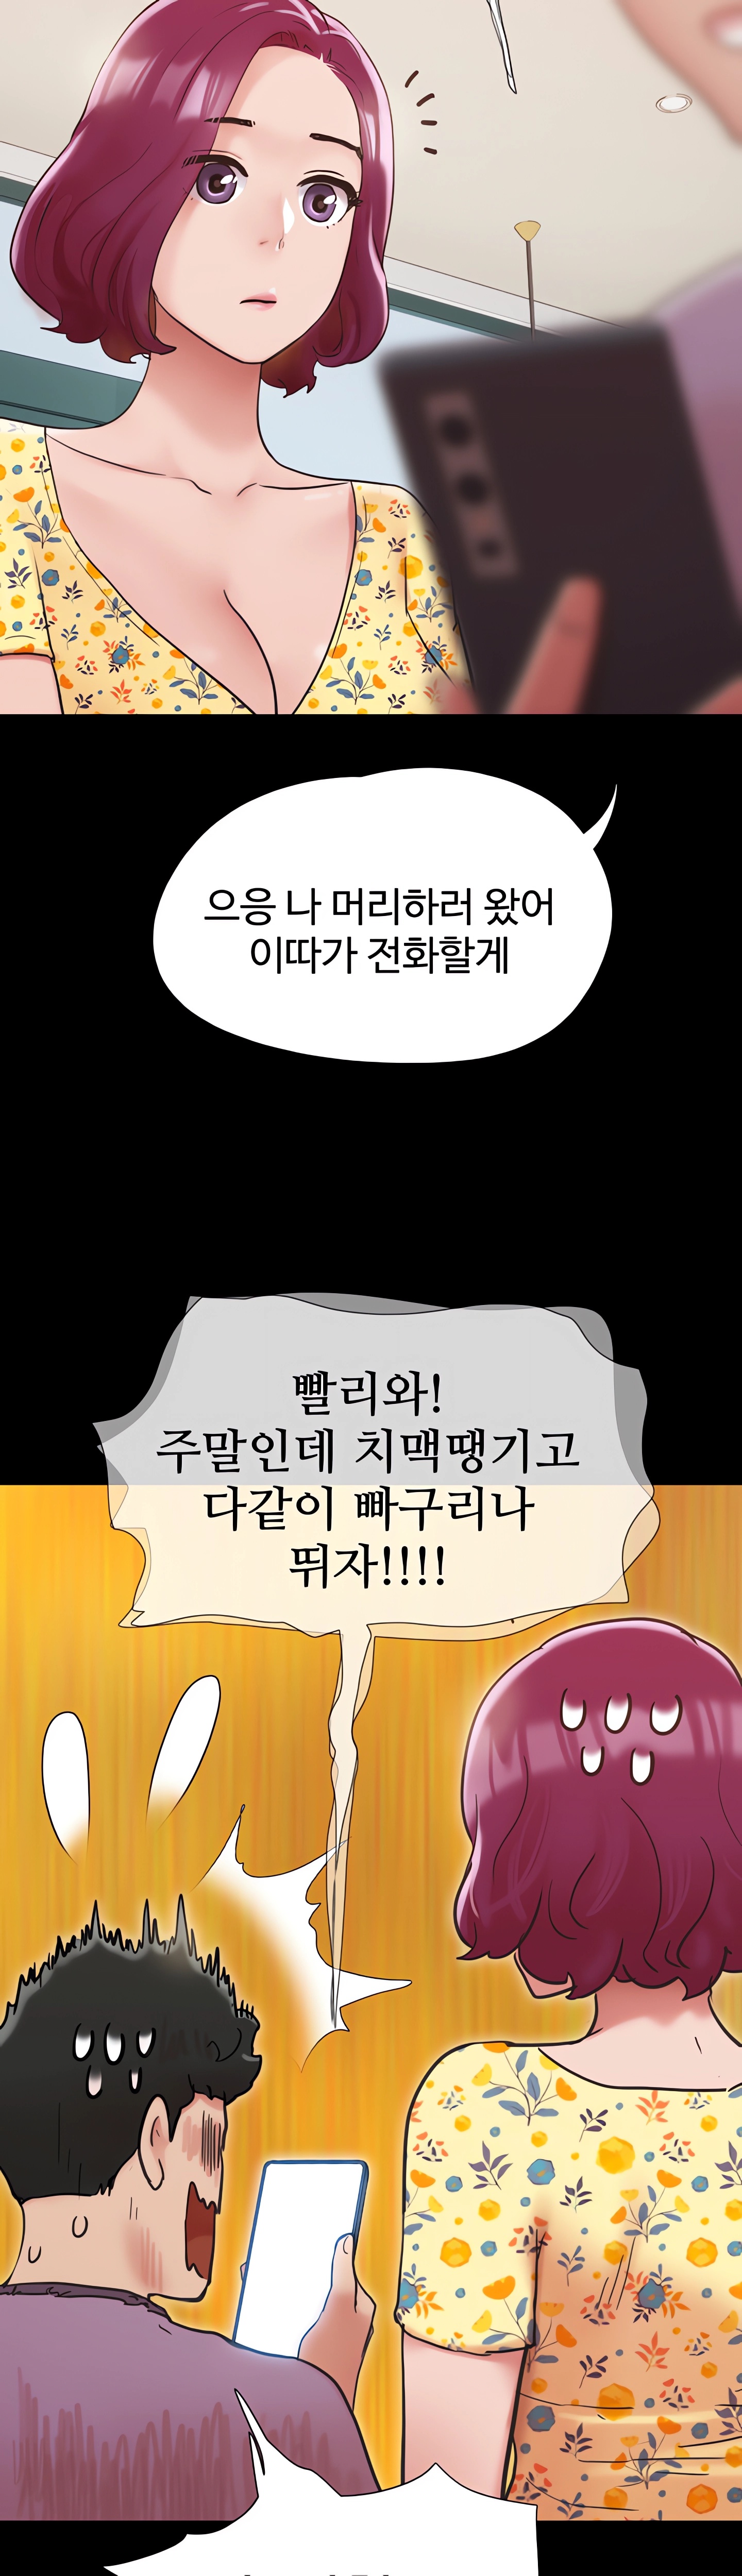 으응 나 머리하러 왔어
이따가 전화할게
빨리와!
주말인데 치맥땡기고
다같이 빠구리나
뛰자!!!!